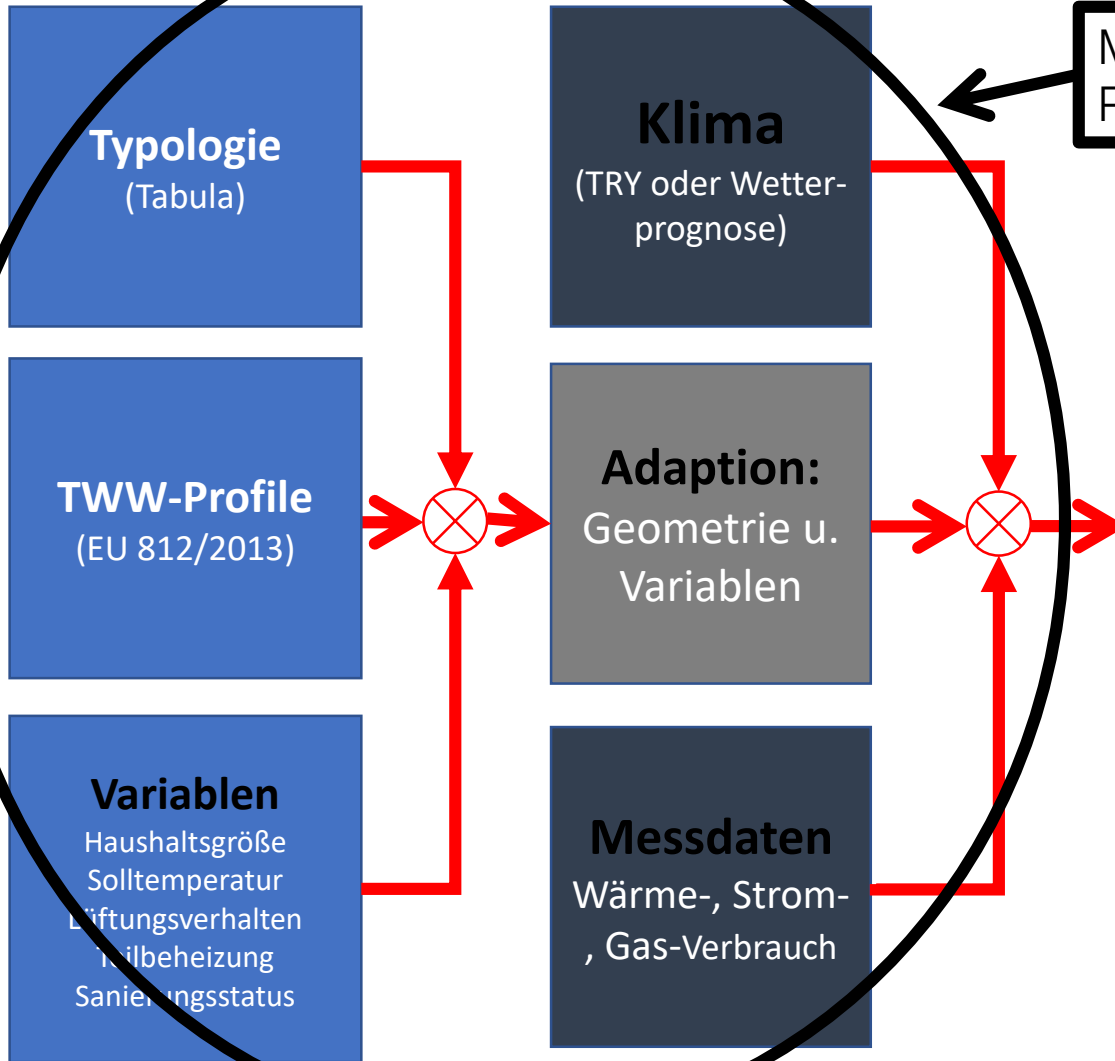 Typologie
(Tabula)
TWW-Profile
(EU 812/2013)
Variablen
Haushaltsgröße
Solltemperatur
Lüftungsverhalten
Teilbeheizung
Sanierungsstatus
Klima
(TRY oder Wetter-
prognose)
Adaption:
Geometrie u.
Variablen
Messdaten
Wärme-, Strom-
, Gas-Verbrauch